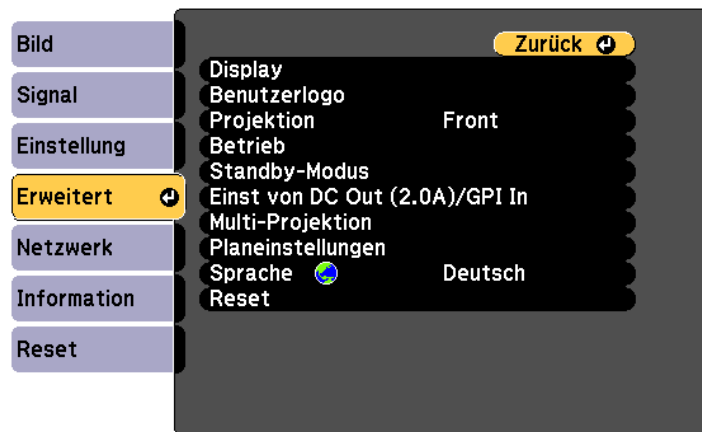 Bild
Signal
Einstellung
Erweitert
Netzwerk
Information
Reset
Zurück
Display
Benutzerlogo
Projektion Front
Betrieb
Standby-Modus
Einst von DC Out (2.0A)/GPI In
Multi-Projektion
Planeinstellungen
Sprache Deutsch
Reset